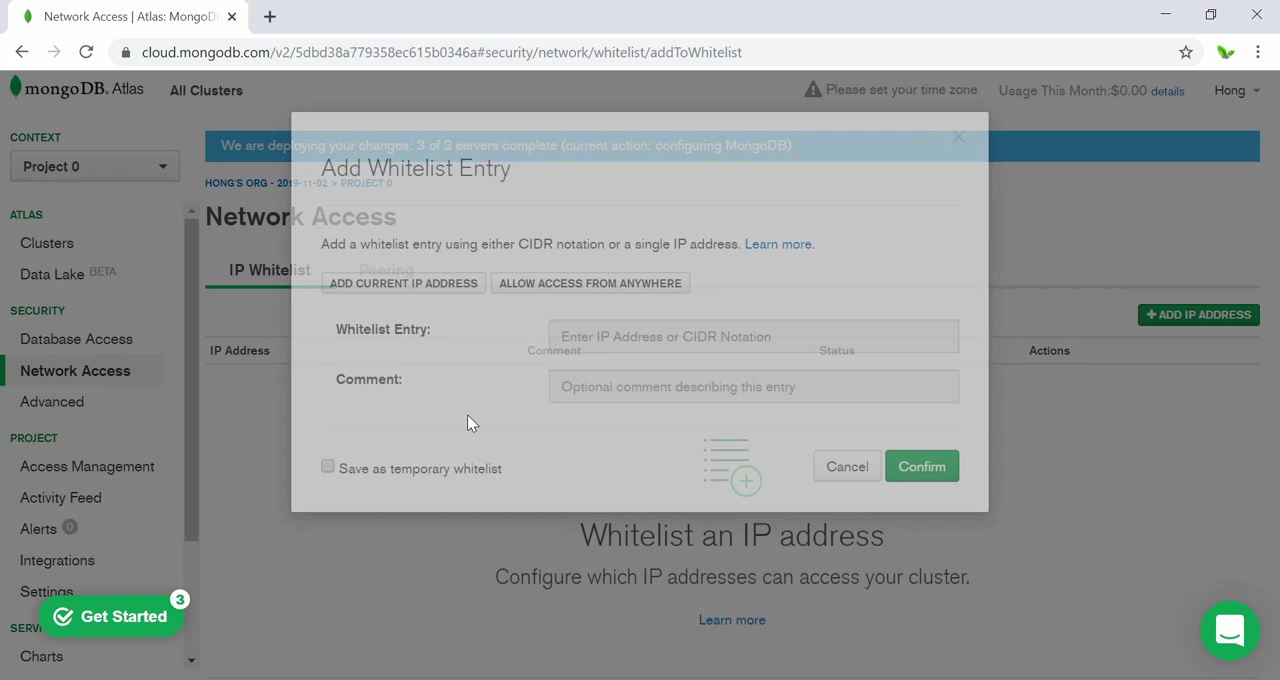 Network Access | Atlas: MongoD
cloud.mongodb.com/v2/5dbd38a779358ec615b0346a#security/network/whitelist/addToWhitelist
mongoDB. Atlas
All Clusters
Please set your time zone
Usage This Month:$0.00 details
Hong
CONTEXT
Project 0
ATLAS
Clusters
Data Lake BETA
SECURITY
Database Access
Network Access
Advanced
PROJECT
Access Management
Activity Feed
Alerts 0
Integrations
Settings
Get Started 3
SERV
Charts
We are deploying your changes: 3 of 3 servers complete (current action: configuring MongoDB)
HONG'S ORG - 2019-11-02 > PROJECT 0
Network Access
IP Whitelist
Peering
+ ADD IP ADDRESS
IP Address
Comment
Status
Actions
Add Whitelist Entry
Add a whitelist entry using either CIDR notation or a single IP address. Learn more.
ADD CURRENT IP ADDRESS
ALLOW ACCESS FROM ANYWHERE
Whitelist Entry:
Enter IP Address or CIDR Notation
Comment:
Optional comment describing this entry
Save as temporary whitelist
Cancel
Confirm
Whitelist an IP address
Configure which IP addresses can access your cluster.
Learn more